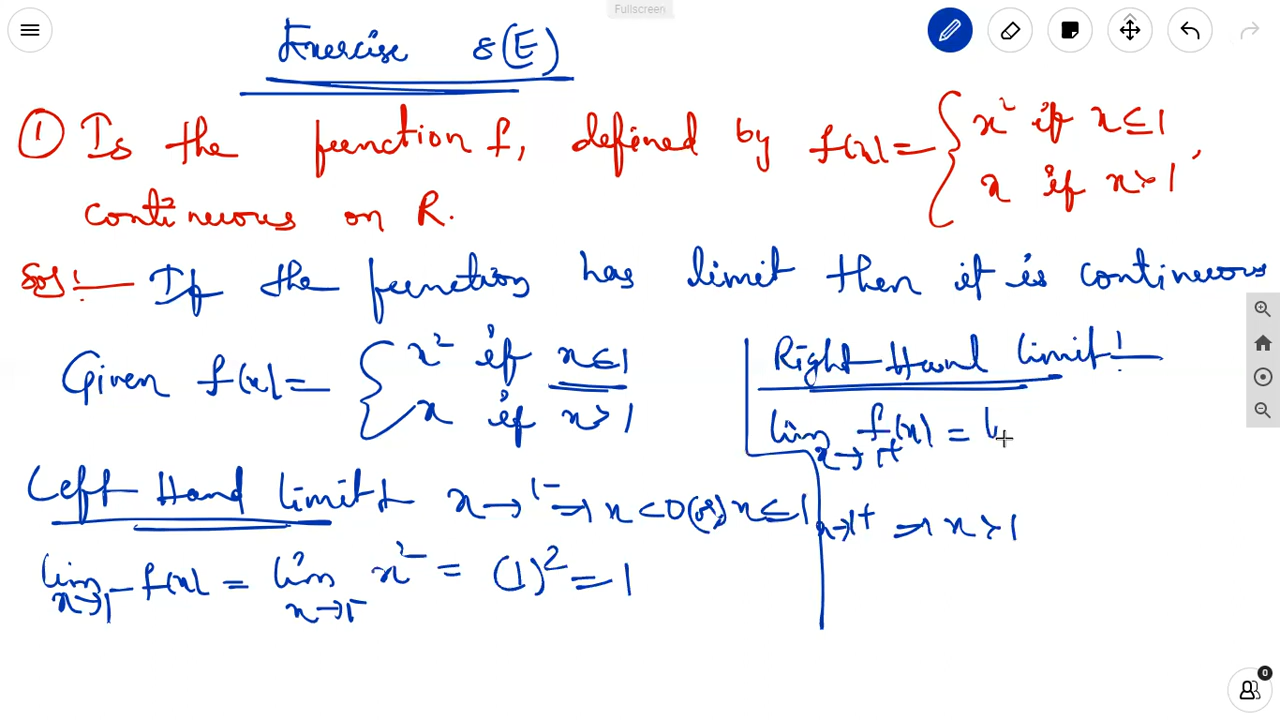 Fullscreen
Exercise 8(E)
① Is the function f, defined by f(x) = { x² if x ≤ 1
x if x > 1 ,
continuous on R.
Sol:— If the function has limit then it is continuous
Given f(x) = { x² if x ≤ 1
x if x > 1
Left Hand limit x → 1⁻ ⇒ x < 0 (or) x ≤ 1
lim x→1⁻ f(x) = lim x→1⁻ x² = (1)² = 1
Right Hand limit:—
lim x→1⁺ f(x) = l
x→1⁺ ⇒ x > 1
0